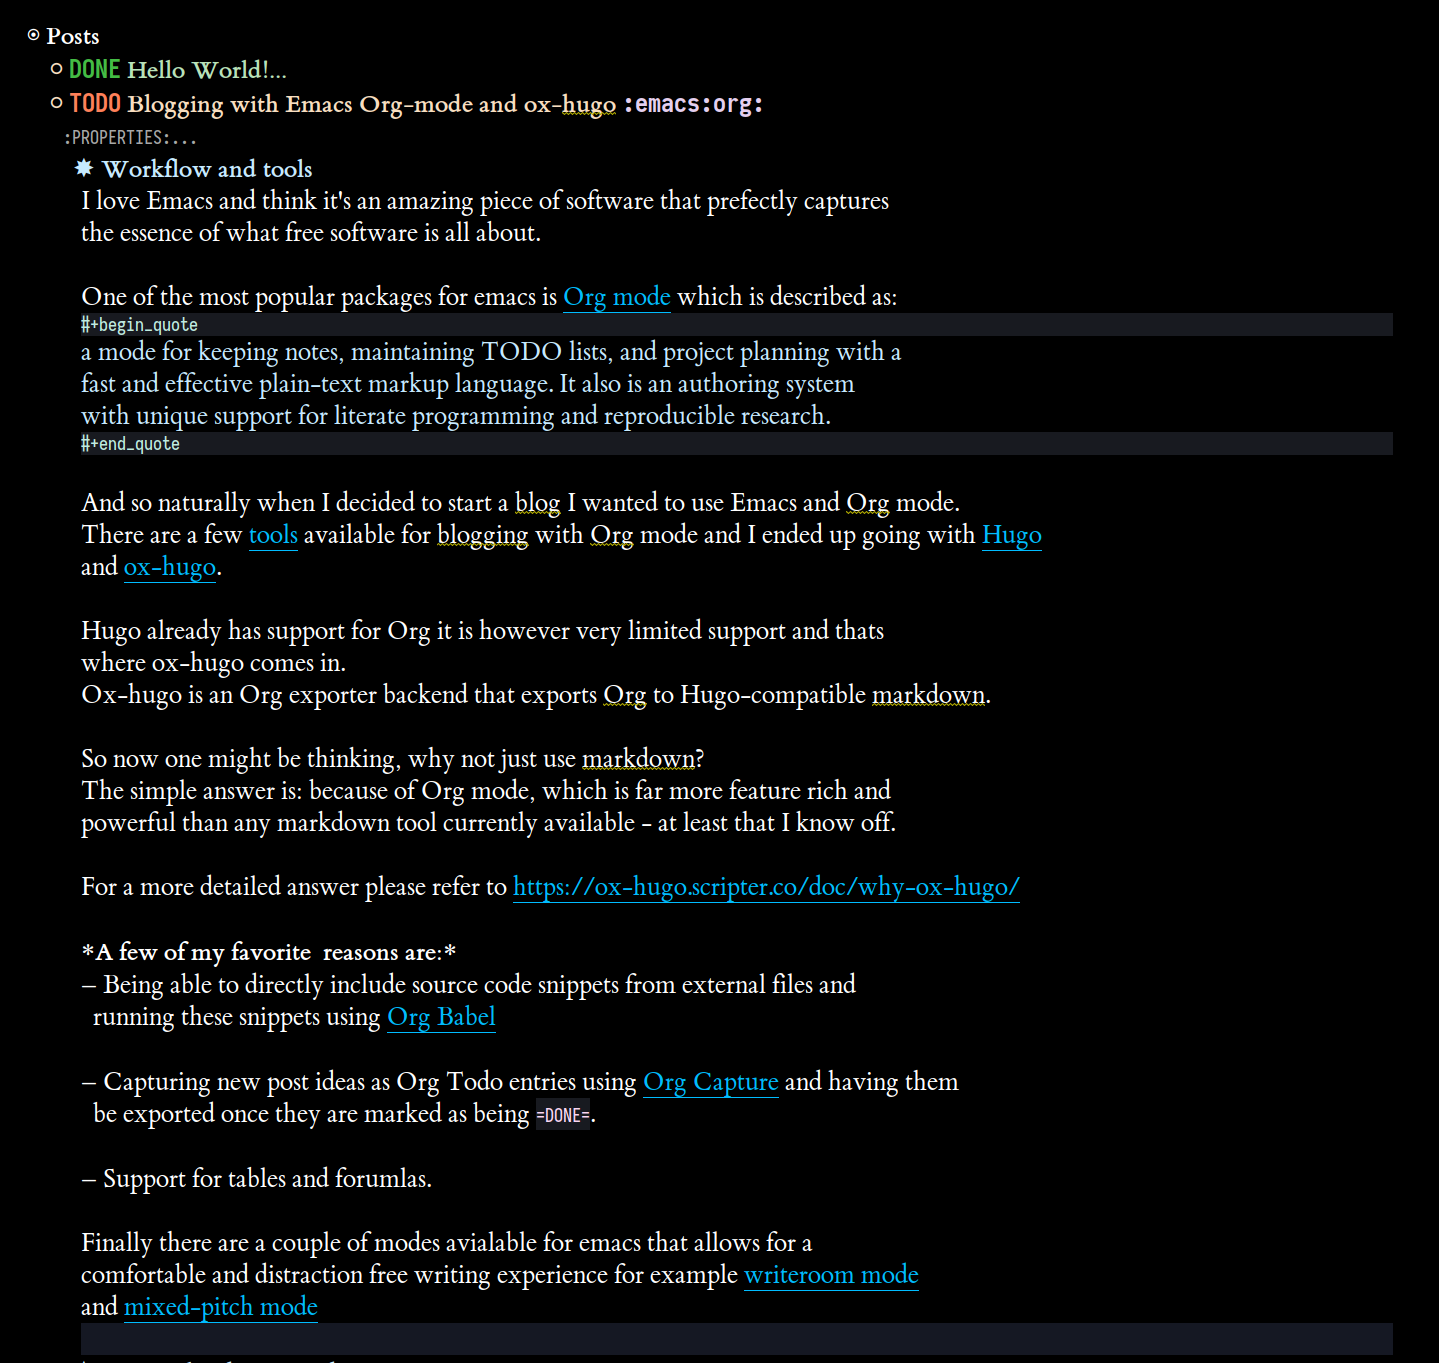 Posts
DONE Hello World!...
TODO Blogging with Emacs Org-mode and ox-hugo :emacs:org:
:PROPERTIES:...
Workflow and tools
I love Emacs and think it's an amazing piece of software that prefectly captures
the essence of what free software is all about.
One of the most popular packages for emacs is Org mode which is described as:
#+begin_quote
a mode for keeping notes, maintaining TODO lists, and project planning with a
fast and effective plain-text markup language. It also is an authoring system
with unique support for literate programming and reproducible research.
#+end_quote
And so naturally when I decided to start a blog I wanted to use Emacs and Org mode.
There are a few tools available for blogging with Org mode and I ended up going with Hugo
and ox-hugo.
Hugo already has support for Org it is however very limited support and thats
where ox-hugo comes in.
Ox-hugo is an Org exporter backend that exports Org to Hugo-compatible markdown.
So now one might be thinking, why not just use markdown?
The simple answer is: because of Org mode, which is far more feature rich and
powerful than any markdown tool currently available - at least that I know off.
For a more detailed answer please refer to https://ox-hugo.scripter.co/doc/why-ox-hugo/
*A few of my favorite  reasons are:*
– Being able to directly include source code snippets from external files and
running these snippets using Org Babel
– Capturing new post ideas as Org Todo entries using Org Capture and having them
be exported once they are marked as being =DONE=.
– Support for tables and forumlas.
Finally there are a couple of modes avialable for emacs that allows for a
comfortable and distraction free writing experience for example writeroom mode
and mixed-pitch mode